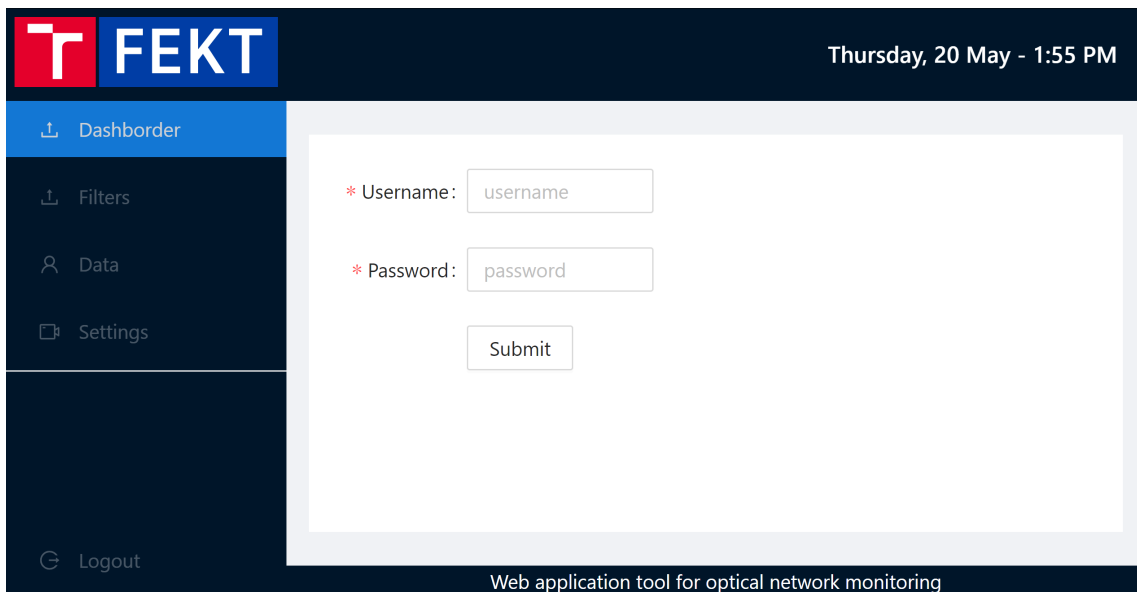 T FEKT
Thursday, 20 May - 1:55 PM
Dashborder
Filters
Data
Settings
Logout
* Username:
username
* Password:
password
Submit
Web application tool for optical network monitoring